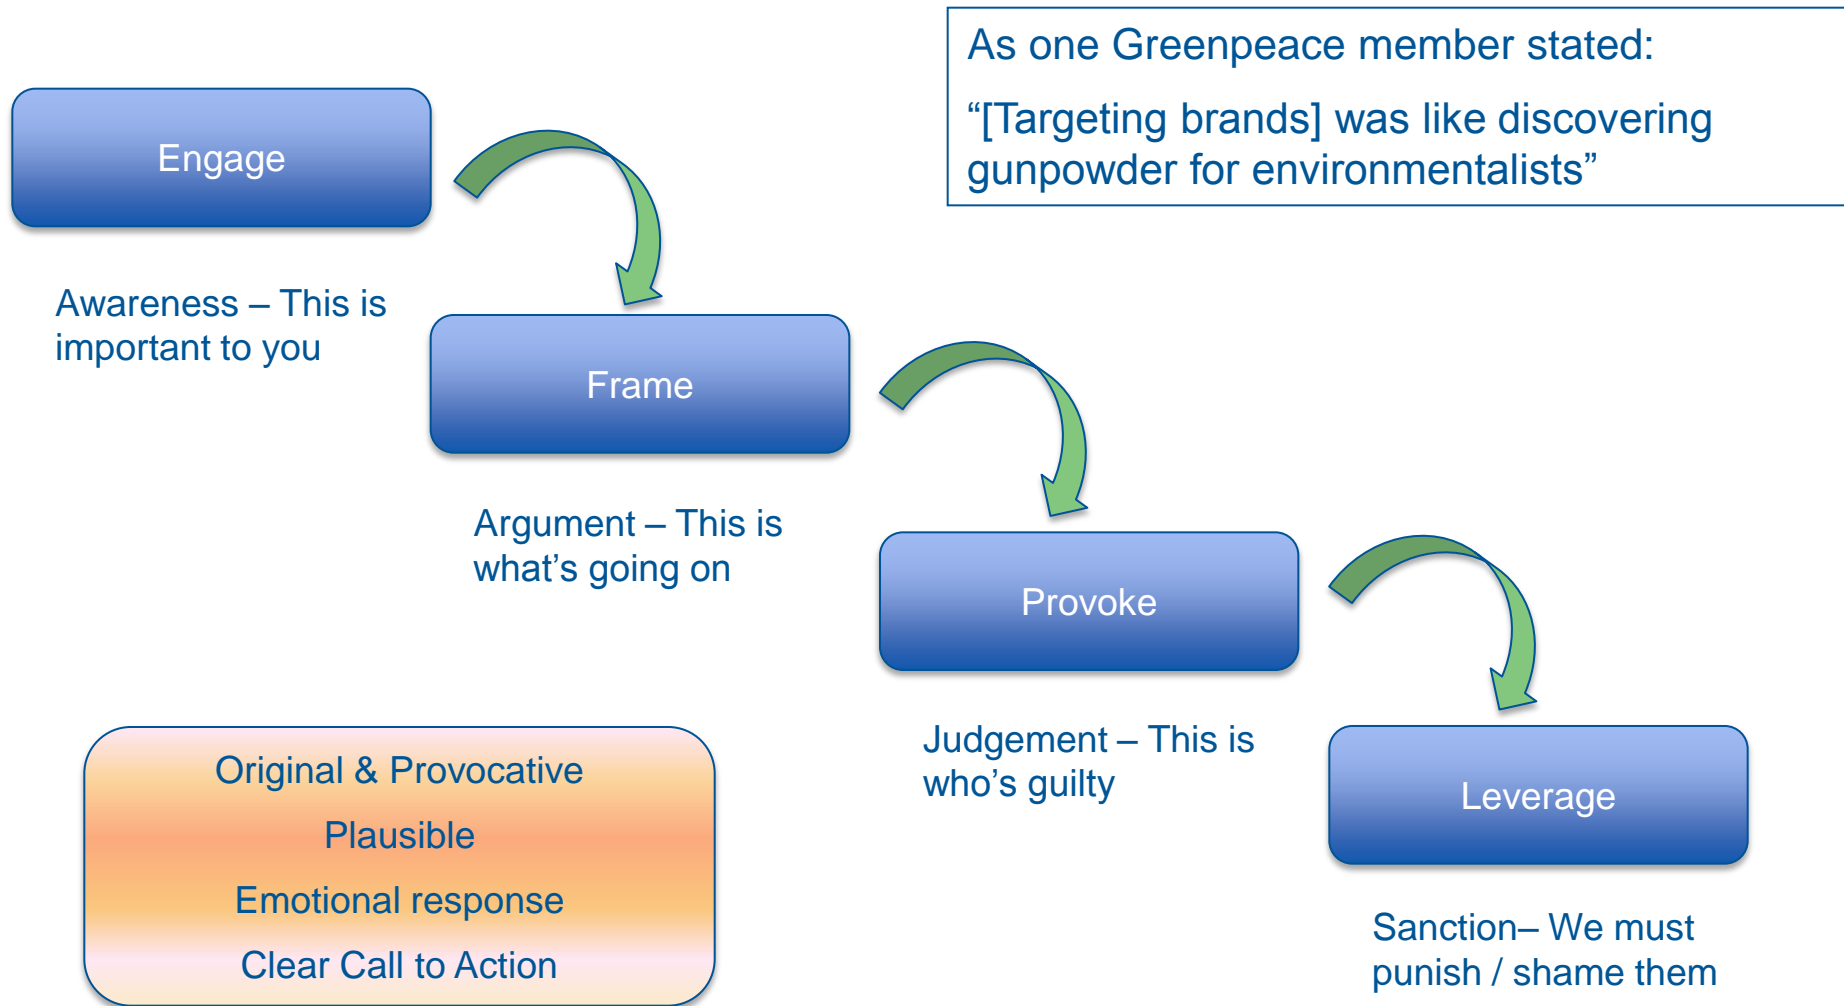 As one Greenpeace member stated:
“[Targeting brands] was like discovering
gunpowder for environmentalists”
Engage
Awareness – This is
important to you
Frame
Argument – This is
what’s going on
Provoke
Judgement – This is
who’s guilty
Leverage
Sanction– We must
punish / shame them
Original & Provocative
Plausible
Emotional response
Clear Call to Action